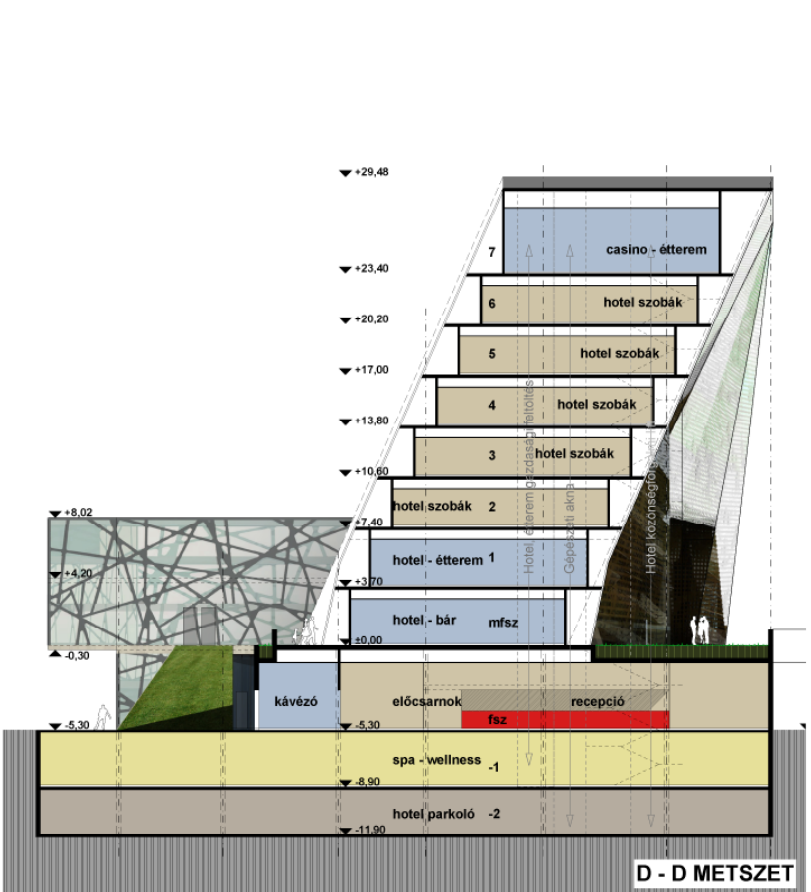 +29,48
7 casino - étterem
+23,40
6 hotel szobák
+20,20
5 hotel szobák
+17,00
4 hotel szobák
+13,80
3 hotel szobák
+10,60
hotel szobák 2
+8,02
+7,40
hotel - étterem 1
+4,20
+3,70
hotel - bár mfsz
±0,00
-0,30
kávézó
előcsarnok
recepció
fsz
-5,30
-5,30
spa - wellness -1
-8,90
hotel parkoló -2
-11,90
Hotel, étterem gazdasági feltöltés
Gépészeti akna
D - D METSZET